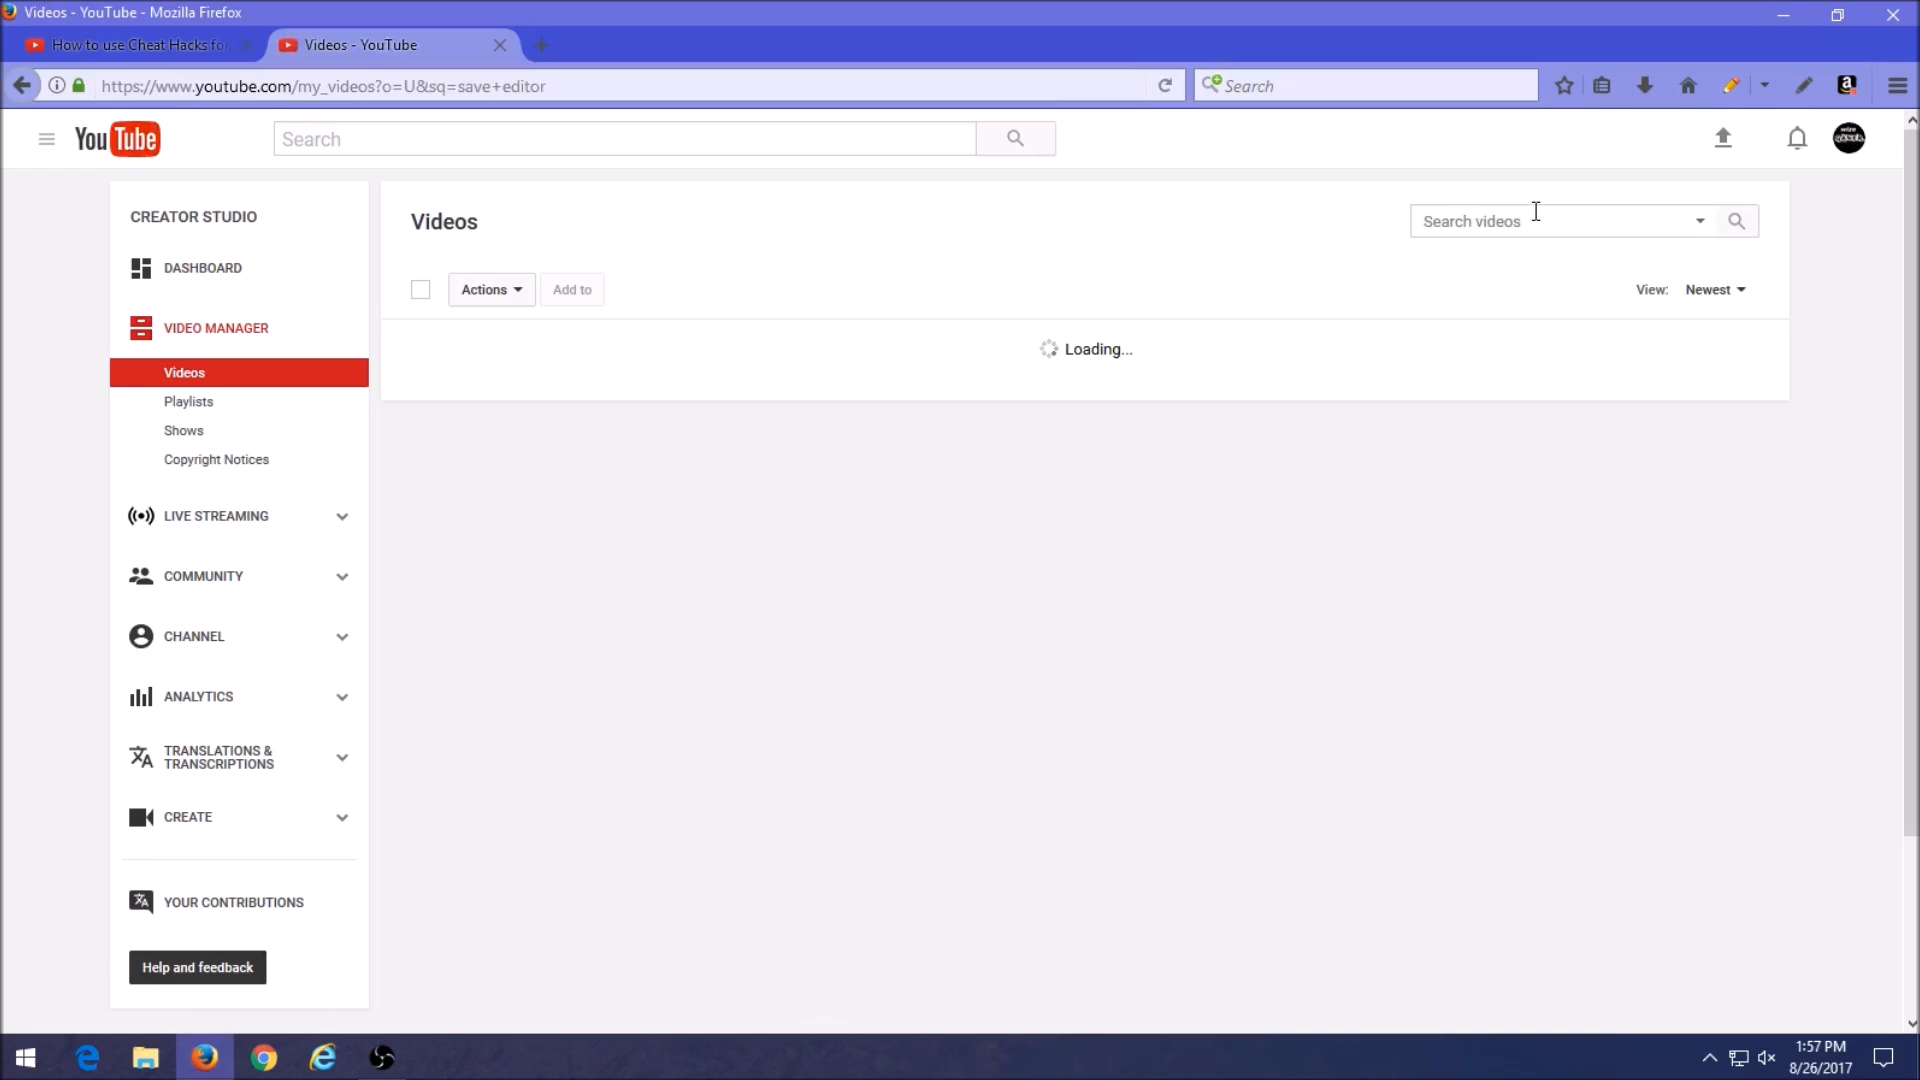 Videos - YouTube - Mozilla Firefox
How to use Cheat Hacks fo
Videos - YouTube
https://www.youtube.com/my_videos?o=U&sq=save+editor
Search
YouTube
Search
CREATOR STUDIO
DASHBOARD
VIDEO MANAGER
Videos
Playlists
Shows
Copyright Notices
LIVE STREAMING
COMMUNITY
CHANNEL
ANALYTICS
TRANSLATIONS &
TRANSCRIPTIONS
CREATE
YOUR CONTRIBUTIONS
Help and feedback
Videos
Search videos
Actions
Add to
View: Newest
Loading...
1:57 PM
8/26/2017